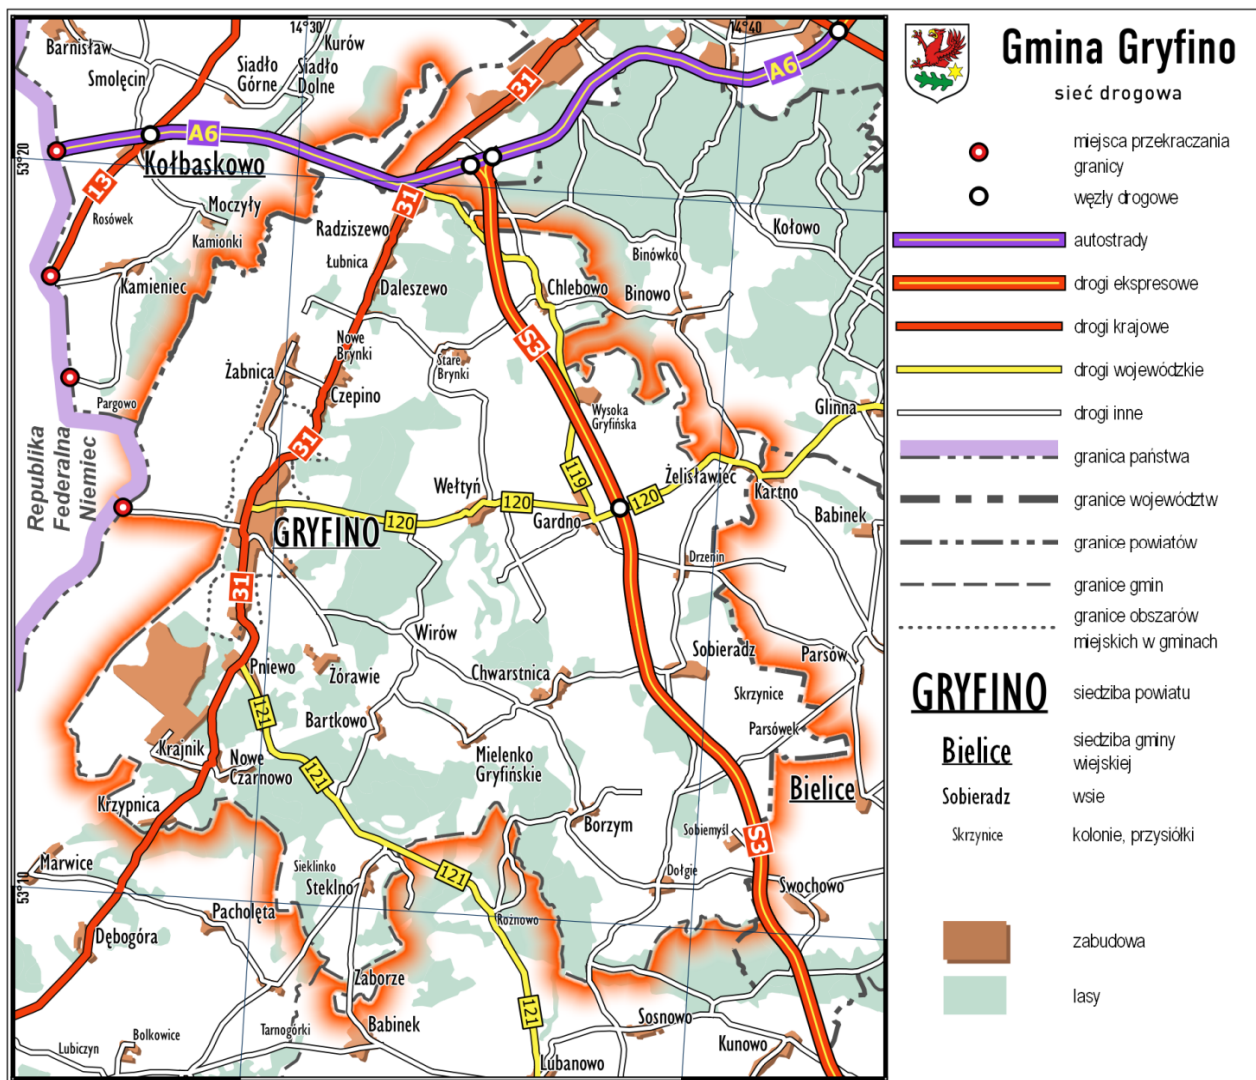 14°30
14°40
Barnisław
Kurów
Smolęcin
Siadło
Górne
Siadło
Dolne
31
A6
A6
53°20
Kołbaskowo
13
Rosówek
Moczyły
Kamionki
31
Radziszewo
Kołowo
Łubnica
Binówko
Kamieniec
Daleszewo
Chlebowo
Binowo
Nowe
Brynki
S3
Stare
Brynki
Żabnica
Czepino
Pargowo
Wysoka
Gryfińska
Glinna
Republika
Federalna
Niemiec
31
119
Żelisławiec
Wełtyń
Kartno
120
120
120
Gardno
Babinek
GRYFINO
Drzenin
31
Wirów
Sobieradz
Parsów
Pniewo
Żórawie
Chwarstnica
Skrzynice
121
Bartkowo
Parsówek
Krajnik
Nowe
Czarnowo
121
Mielenko
Gryfińskie
Bielice
Krzypnica
Borzym
Sobiemyśl
S3
Marwice
Sieklinko
Steklno
121
Dołgie
Swochowo
53°10
Pacholęta
Rożnowo
Dębogóra
Zaborze
121
Babinek
Sosnowo
Tarnogórki
Bolkowice
Lubiczyn
Kunowo
Lubanowo
Gmina Gryfino
sieć drogowa
miejsca przekraczania
granicy
węzły drogowe
autostrady
drogi ekspresowe
drogi krajowe
drogi wojewódzkie
drogi inne
granica państwa
granice województw
granice powiatów
granice gmin
granice obszarów
miejskich w gminach
GRYFINO
siedziba powiatu
Bielice
siedziba gminy
wiejskiej
Sobieradz
wsie
Skrzynice
kolonie, przysiółki
zabudowa
lasy